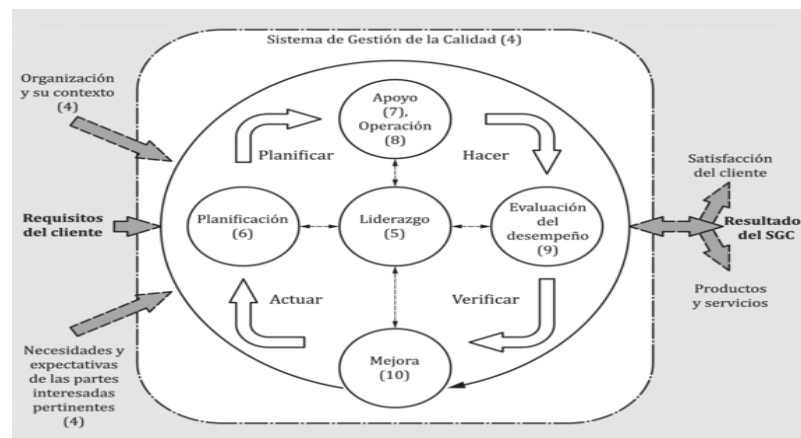 Sistema de Gestión de la Calidad (4)
Organización
y su contexto
(4)
Apoyo
(7),
Operación
(8)
Planificar
Hacer
Satisfacción
del cliente
Requisitos
del cliente
Planificación
(6)
Liderazgo
(5)
Evaluación
del
desempeño
(9)
Resultado
del SGC
Actuar
Verificar
Productos
y servicios
Necesidades y
expectativas
de las partes
interesadas
pertinentes
(4)
Mejora
(10)